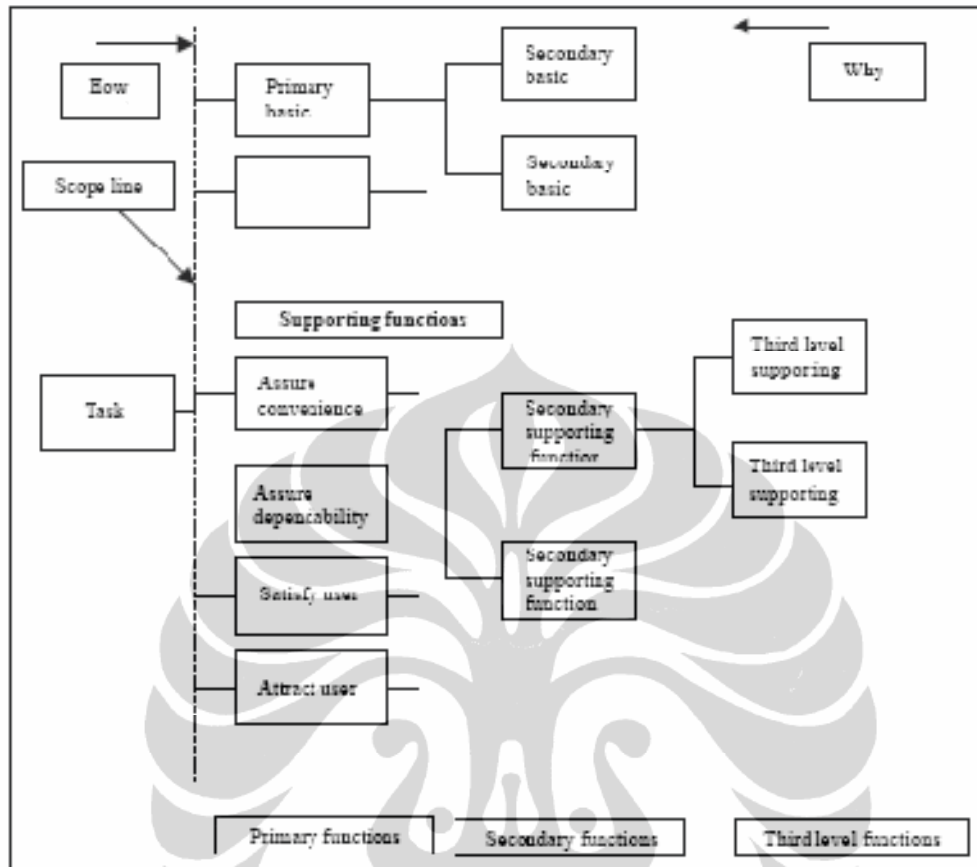 How
Primary
basic
Secondary
basic
Why
Secondary
basic
Scope line
Supporting functions
Task
Assure
convenience
Secondary
supporting
function
Third level
supporting
Third level
supporting
Assure
dependability
Secondary
supporting
function
Satisfy user
Attract user
Primary functions
Secondary functions
Third level functions